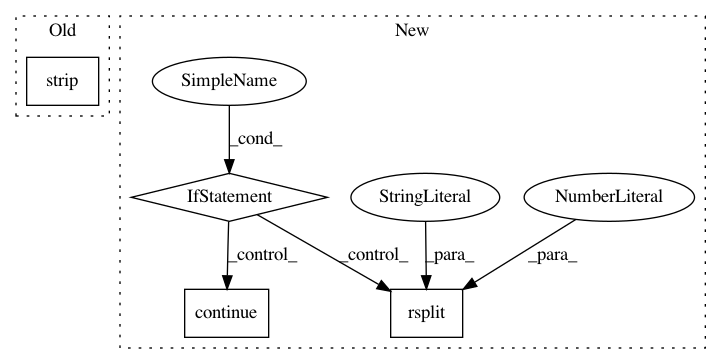 Old
New
strip
SimpleName
_cond_
IfStatement
StringLiteral
NumberLiteral
_control_
_control_
_para_
_para_
continue
rsplit